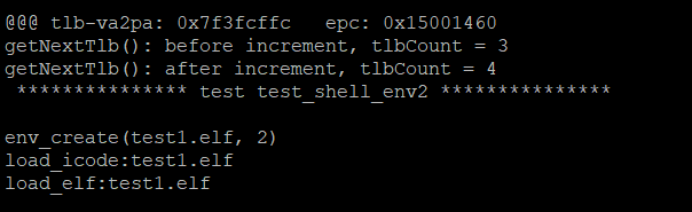 @@@ tlb-va2pa: 0x7f3fcffc   epc: 0x15001460
getNextTlb(): before increment, tlbCount = 3
getNextTlb(): after increment, tlbCount = 4
 *************** test test_shell_env2 ***************
env_create(test1.elf, 2)
load_icode:test1.elf
load_elf:test1.elf